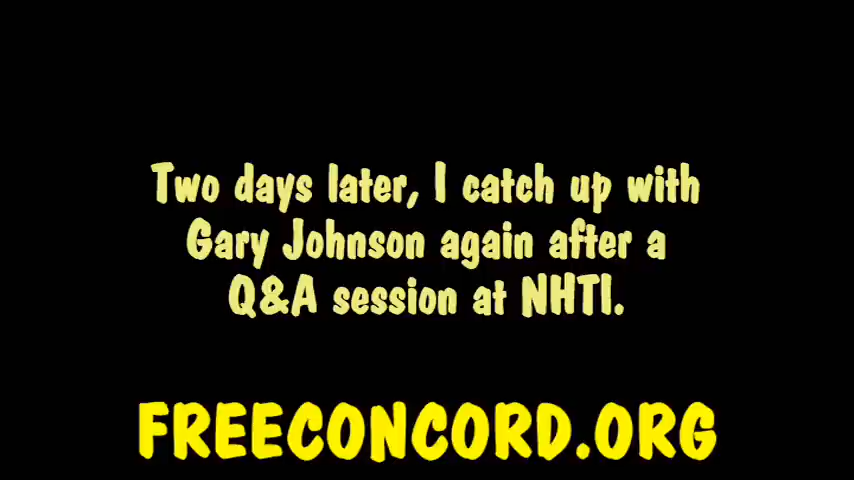 Two days later, I catch up with
Gary Johnson again after a
Q&A session at NHTI.
FREECONCORD.ORG